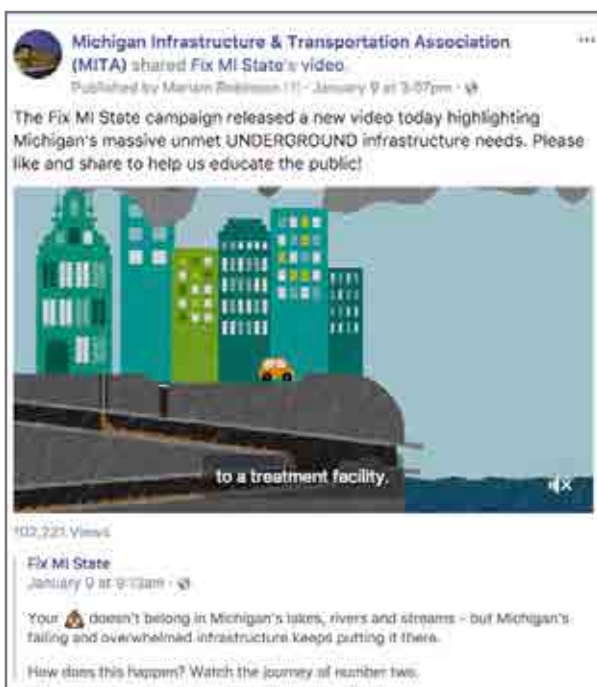 Michigan Infrastructure & Transportation Association
(MITA) shared Fix MI State's video.
Published by Mariam Robinson [?] · January 9 at 3:07pm ·
The Fix MI State campaign released a new video today highlighting
Michigan's massive unmet UNDERGROUND infrastructure needs. Please
like and share to help us educate the public!
to a treatment facility.
102,221 Views
Fix MI State
January 9 at 9:13am ·
Your 💩 doesn't belong in Michigan's lakes, rivers and streams - but Michigan's
failing and overwhelmed infrastructure keeps putting it there.
How does this happen? Watch the journey of number two.